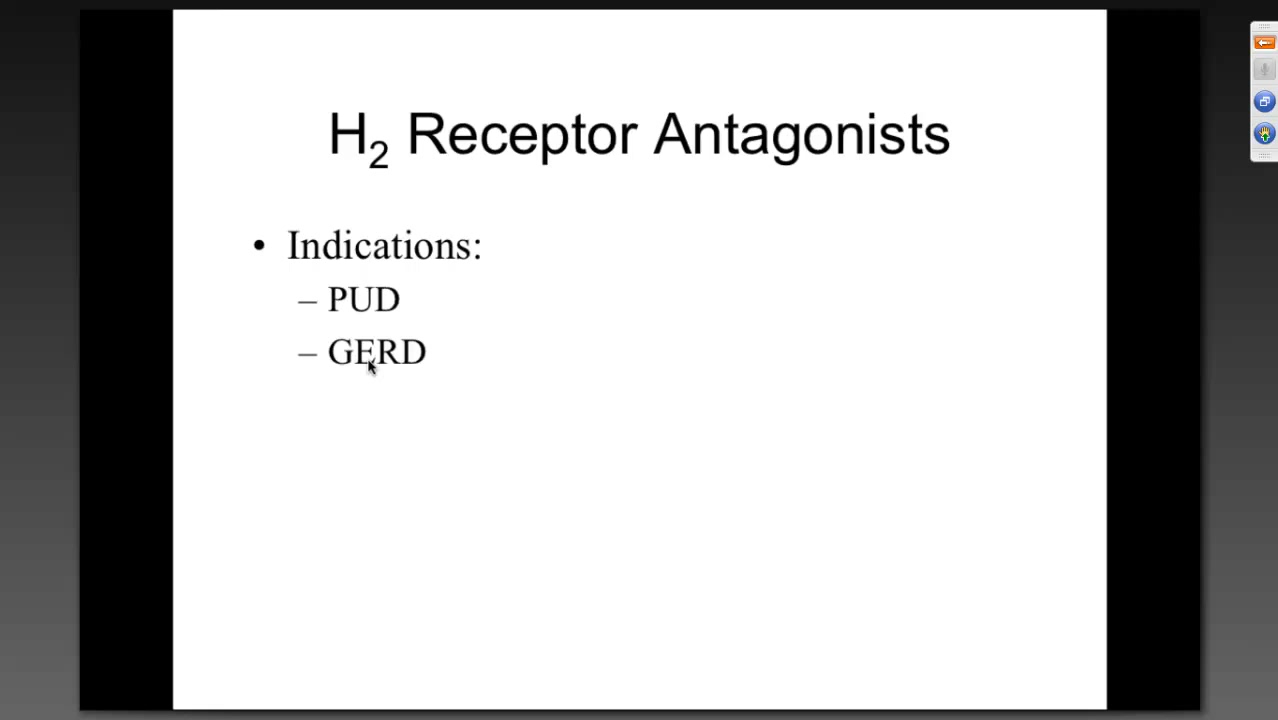 H₂ Receptor Antagonists
• Indications:
– PUD
– GERD